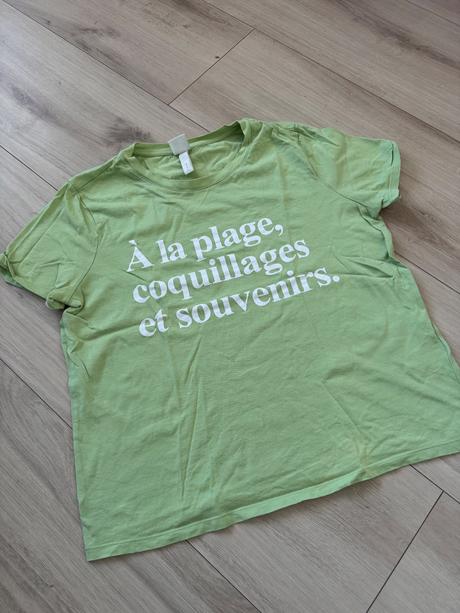 À la plage,
coquillages
et souvenirs.